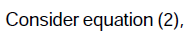 Consider equation (2),